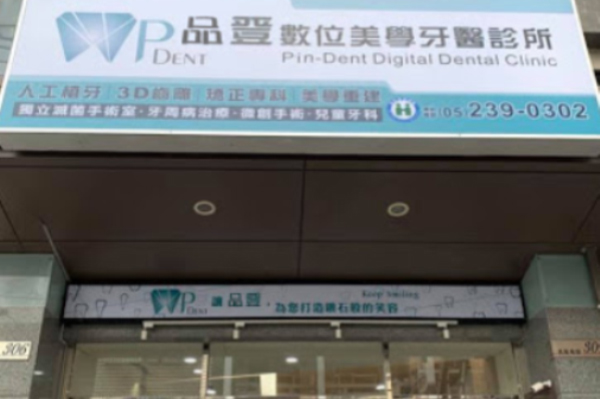 P DENT 品登數位美學牙醫診所
Pin-Dent Digital Dental Clinic
人工植牙 | 3D齒雕 | 矯正專科 | 美學重建
獨立滅菌手術室·牙周病治療·微創手術·兒童牙科
(05)239-0302
Keep Smiling
P DENT 讓品登,為您打造鑽石般的笑容
306